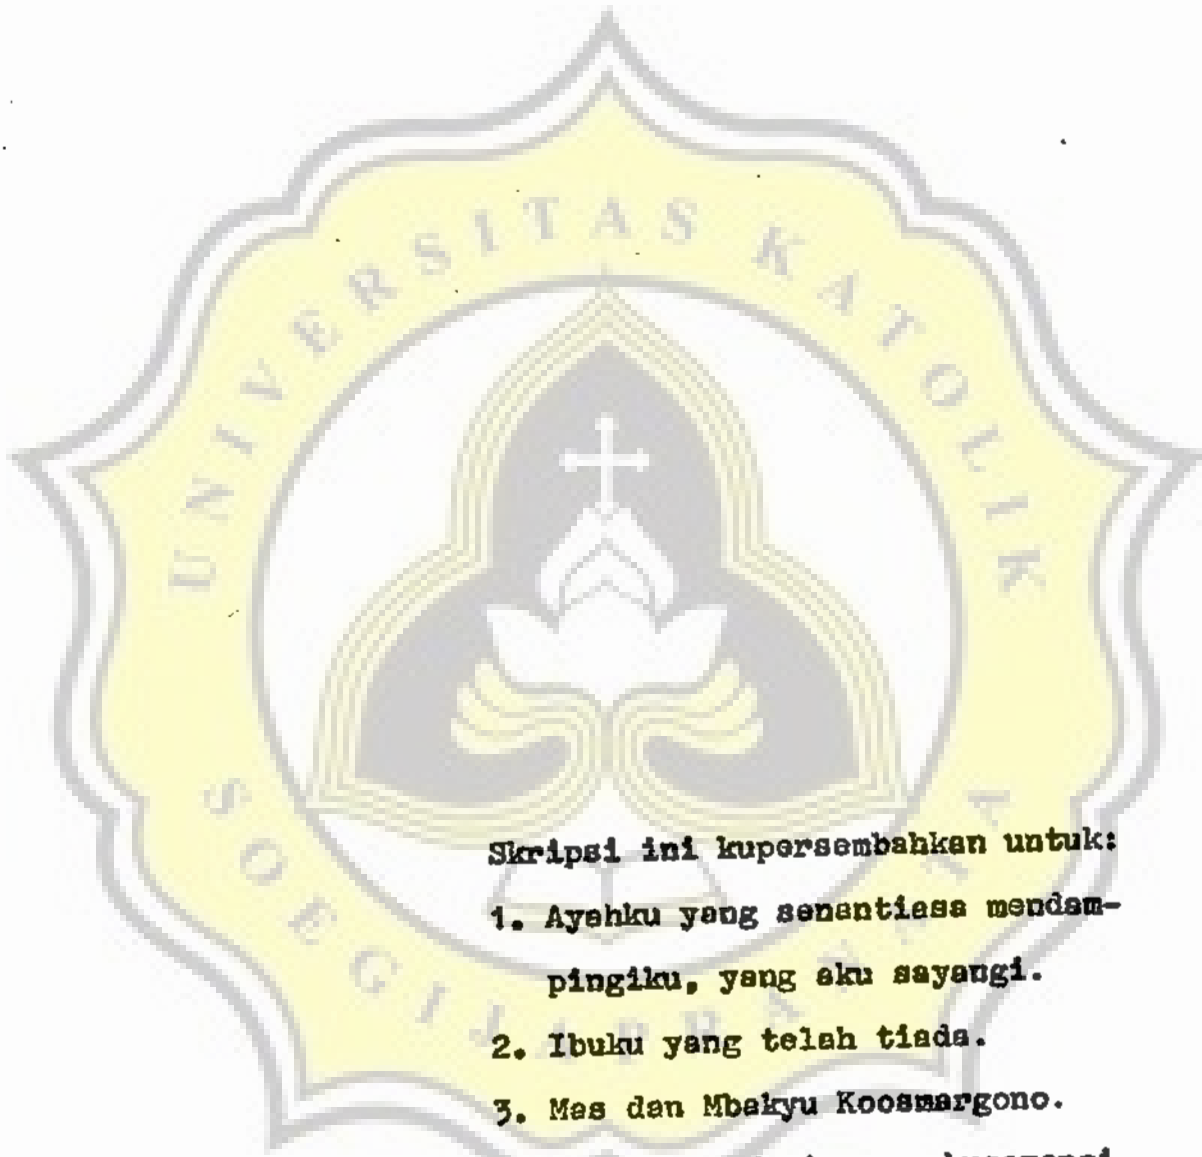 UNIVERSITAS KATOLIK
SOEGIJAPRANATA
Skripsi ini kupersembahkan untuk:
1. Ayahku yang senantiasa mendam-
pingiku, yang aku sayangi.
2. Ibuku yang telah tiada.
3. Mas dan Mbakyu Koosmargono.